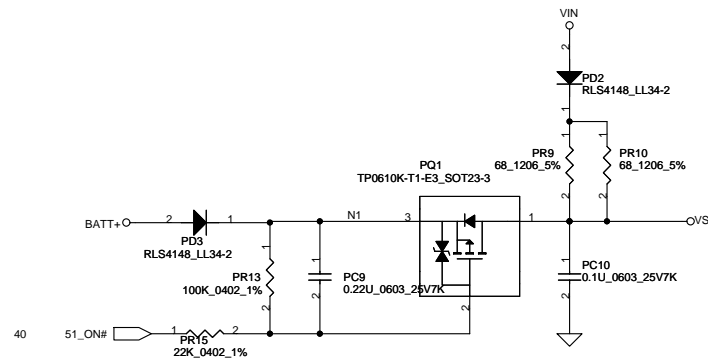 VIN
2
PD2
RLS4148_LL34-2
1
1
1
PR9
68_1206_5%
PR10
68_1206_5%
2
2
PQ1
TP0610K-T1-E3_SOT23-3
BATT+
2
1
N1
3
1
VS
PD3
RLS4148_LL34-2
1
PR13
100K_0402_1%
2
1
PC9
0.22U_0603_25V7K
2
2
1
PC10
0.1U_0603_25V7K
2
40
51_ON#
1
2
PR15
22K_0402_1%